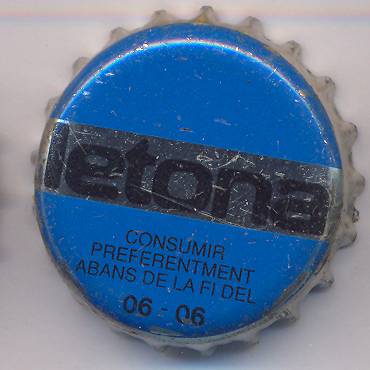 letona
CONSUMIR
PREFERENTMENT
ABANS DE LA FI DEL
06 - 06